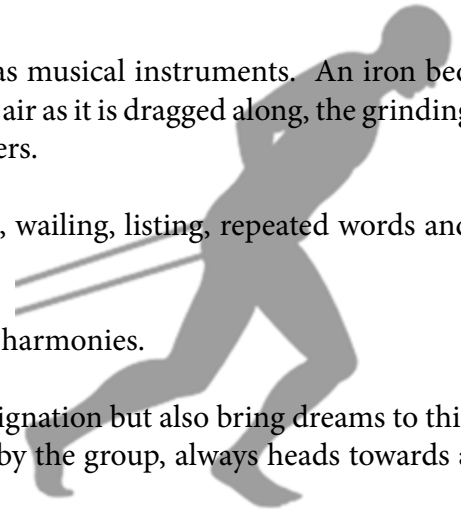 as musical instruments. An iron bed
air as it is dragged along, the grinding
ers.
, wailing, listing, repeated words and
harmonies.
ignation but also bring dreams to thi
by the group, always heads towards a